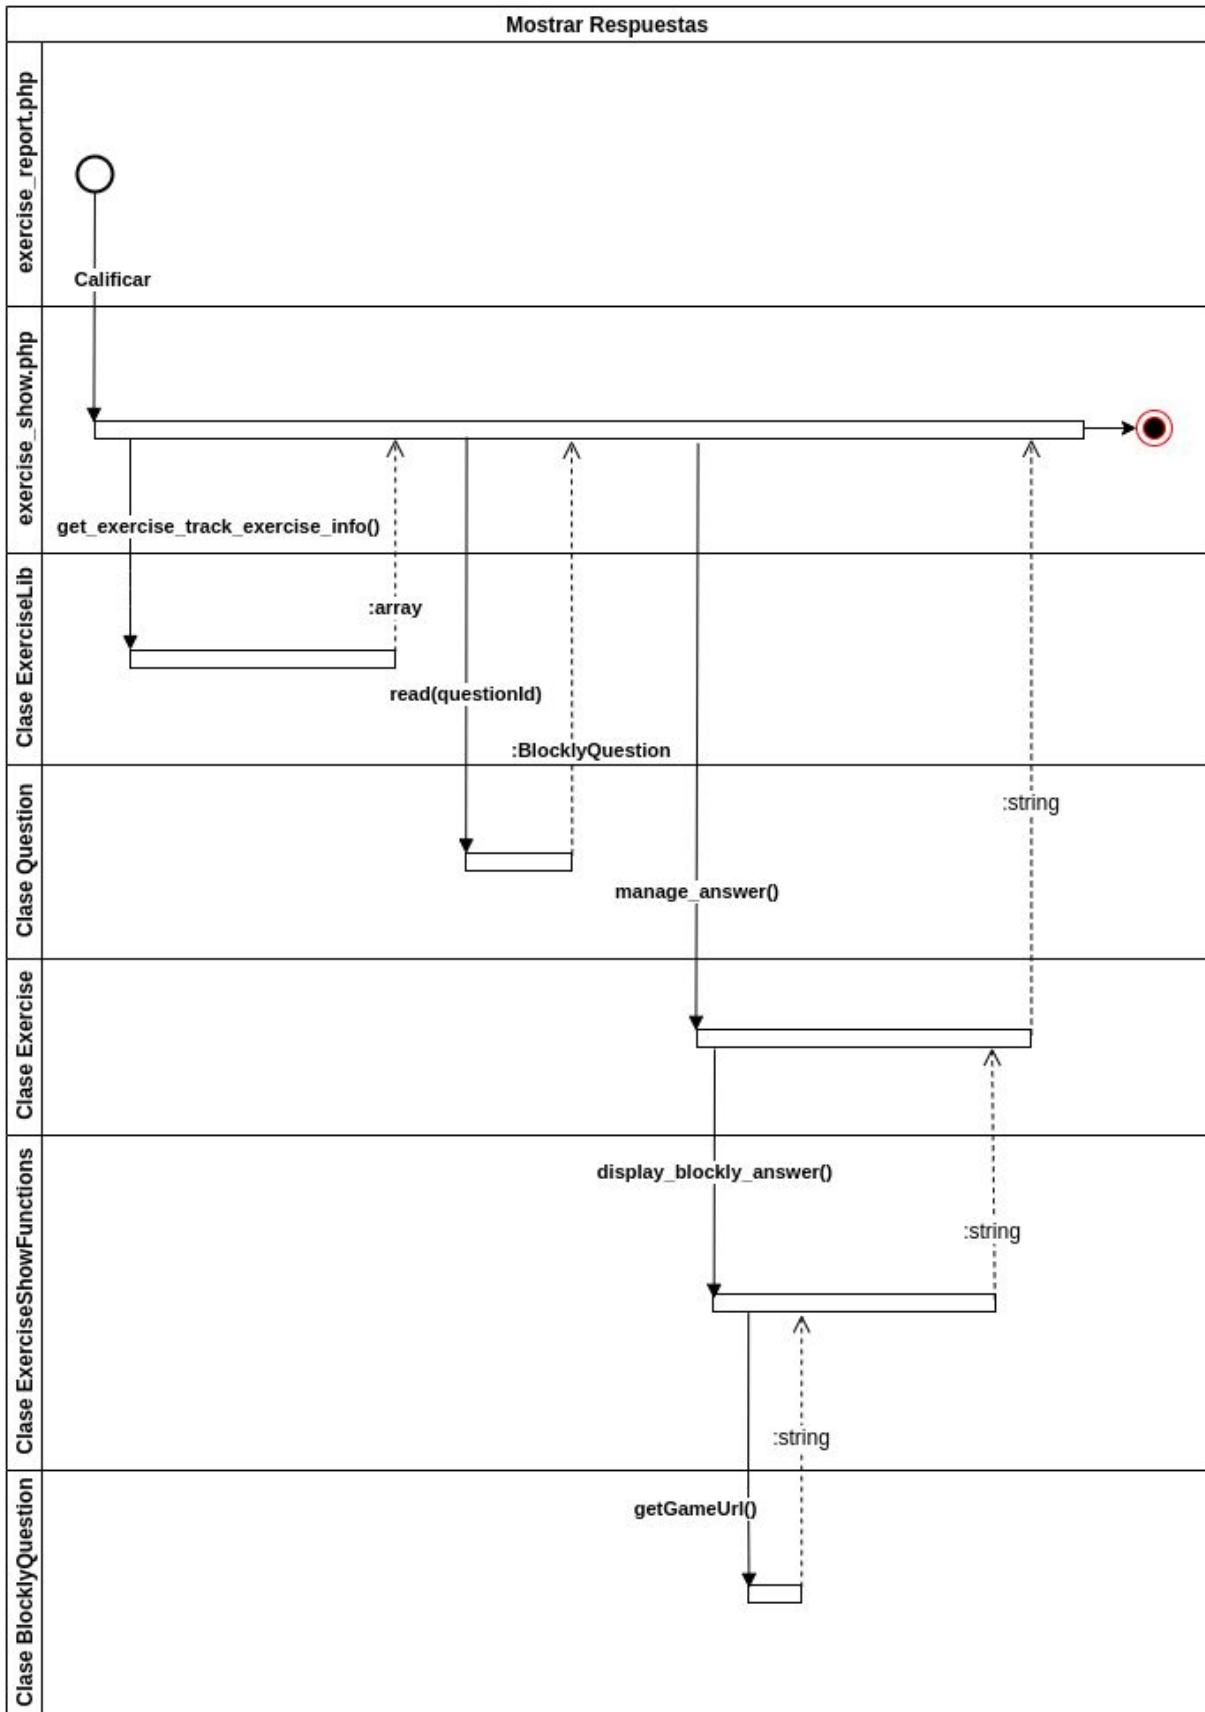 Mostrar Respuestas
exercise_report.php
Calificar
exercise_show.php
get_exercise_track_exercise_info()
Clase ExerciseLib
:array
read(questionId)
:BlocklyQuestion
Clase Question
:string
manage_answer()
Clase Exercise
Clase ExerciseShowFunctions
display_blockly_answer()
:string
:string
Clase BlocklyQuestion
getGameUrl()